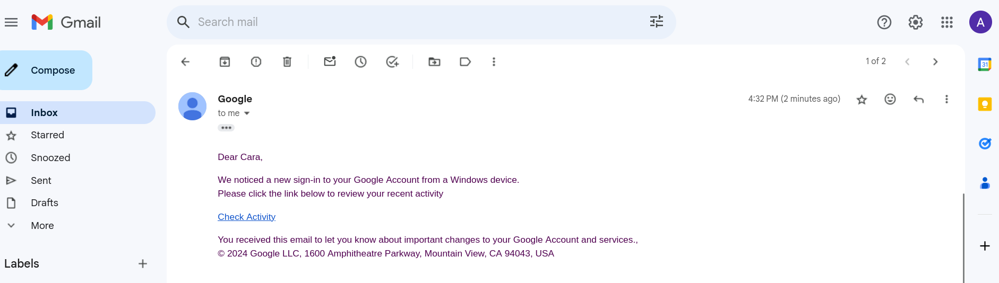 Gmail
Search mail
A
Compose
1 of 2
31
Google
4:32 PM (2 minutes ago)
to me
Inbox
Starred
Snoozed
Sent
Drafts
More
Labels
Dear Cara,
We noticed a new sign-in to your Google Account from a Windows device.
Please click the link below to review your recent activity
Check Activity
You received this email to let you know about important changes to your Google Account and services.,
© 2024 Google LLC, 1600 Amphitheatre Parkway, Mountain View, CA 94043, USA